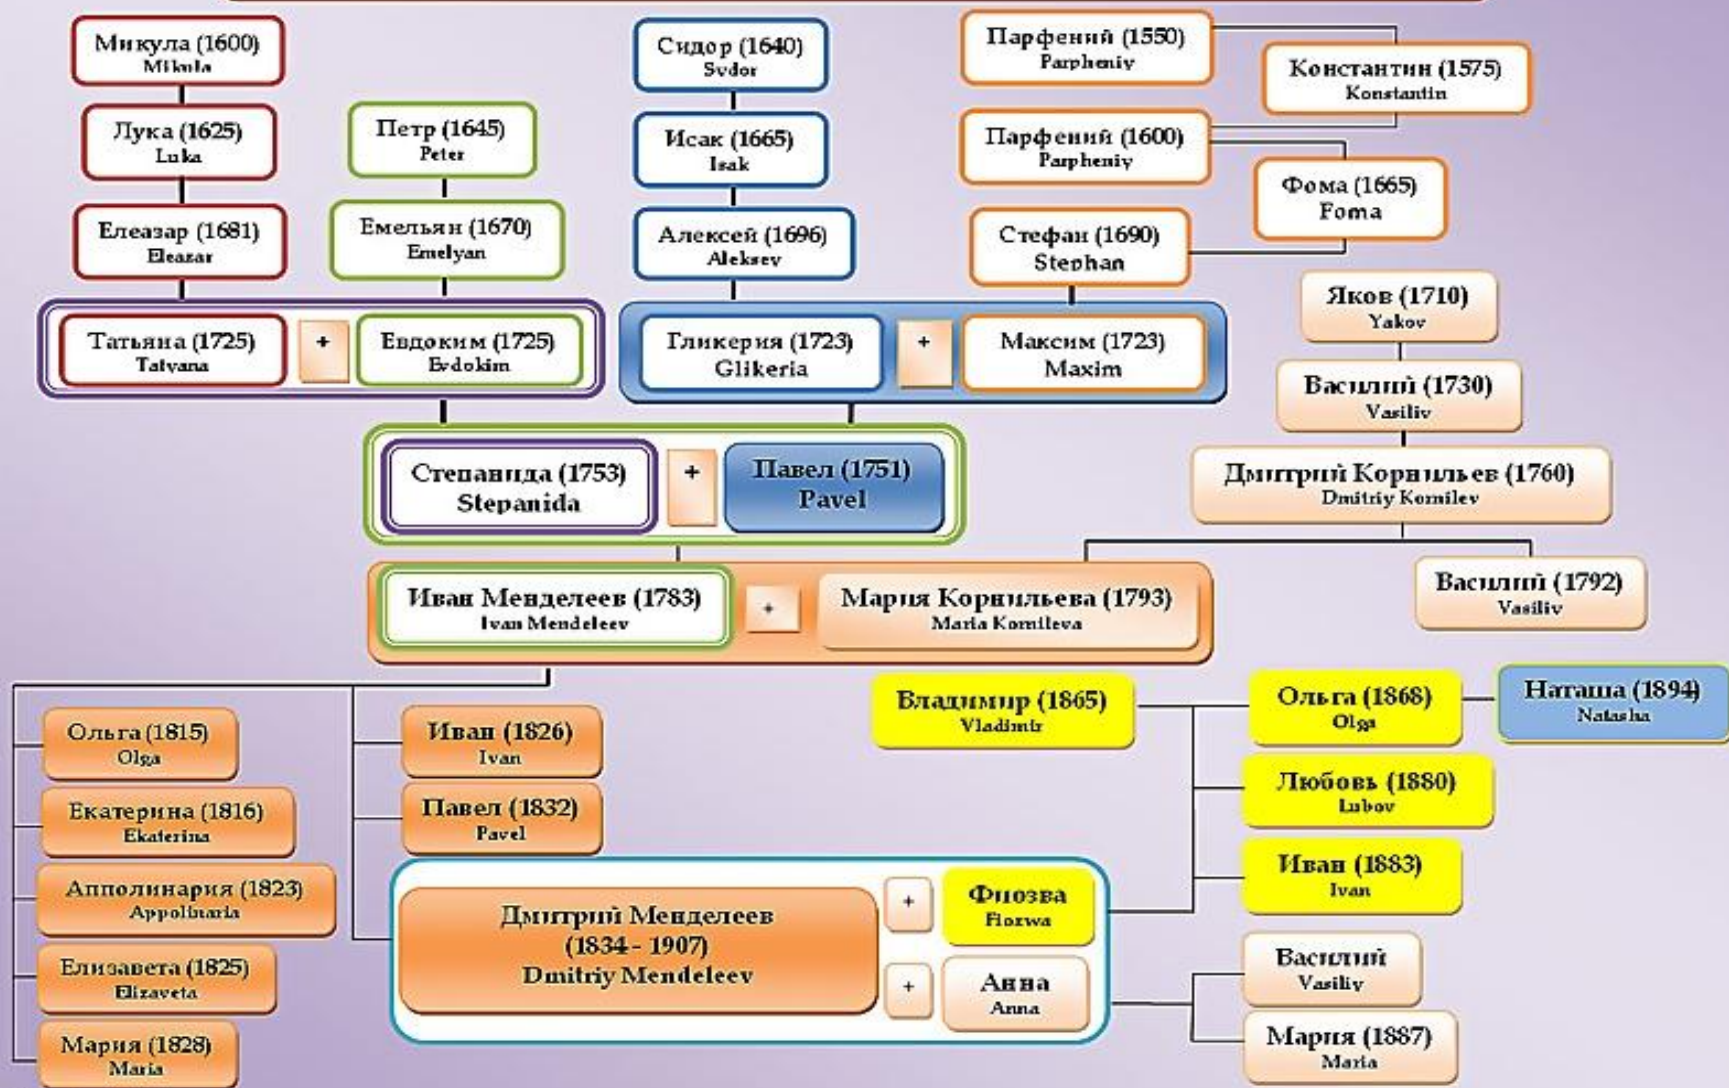 Микула (1600)
Mikula
Лука (1625)
Luka
Елеазар (1681)
Eleazar
Петр (1645)
Peter
Емельян (1670)
Emelyan
Татьяна (1725)
Tatyana
+
Евдоким (1725)
Evdokim
Сидор (1640)
Sydor
Исак (1665)
Isak
Алексей (1696)
Aleksey
Парфений (1550)
Parpheniy
Константин (1575)
Konstantin
Парфений (1600)
Parpheniy
Фома (1665)
Foma
Стефан (1690)
Stephan
Гликерия (1723)
Glikeria
+
Максим (1723)
Maxim
Яков (1710)
Yakov
Василий (1730)
Vasiliy
Дмитрий Корнильев (1760)
Dmitriy Kornilev
Степанида (1753)
Stepanida
+
Павел (1751)
Pavel
Иван Менделеев (1783)
Ivan Mendeleev
+
Мария Корнильева (1793)
Maria Kornileva
Василий (1792)
Vasiliy
Ольга (1815)
Olga
Екатерина (1816)
Ekaterina
Апполинария (1823)
Appolinaria
Елизавета (1825)
Elizaveta
Мария (1828)
Maria
Иван (1826)
Ivan
Павел (1832)
Pavel
Дмитрий Менделеев
(1834 - 1907)
Dmitriy Mendeleev
+
Фиозва
Fiozwa
+
Анна
Anna
Владимир (1865)
Vladimir
Ольга (1868)
Olga
Наташа (1894)
Natasha
Любовь (1880)
Lubov
Иван (1883)
Ivan
Василий
Vasiliy
Мария (1887)
Maria